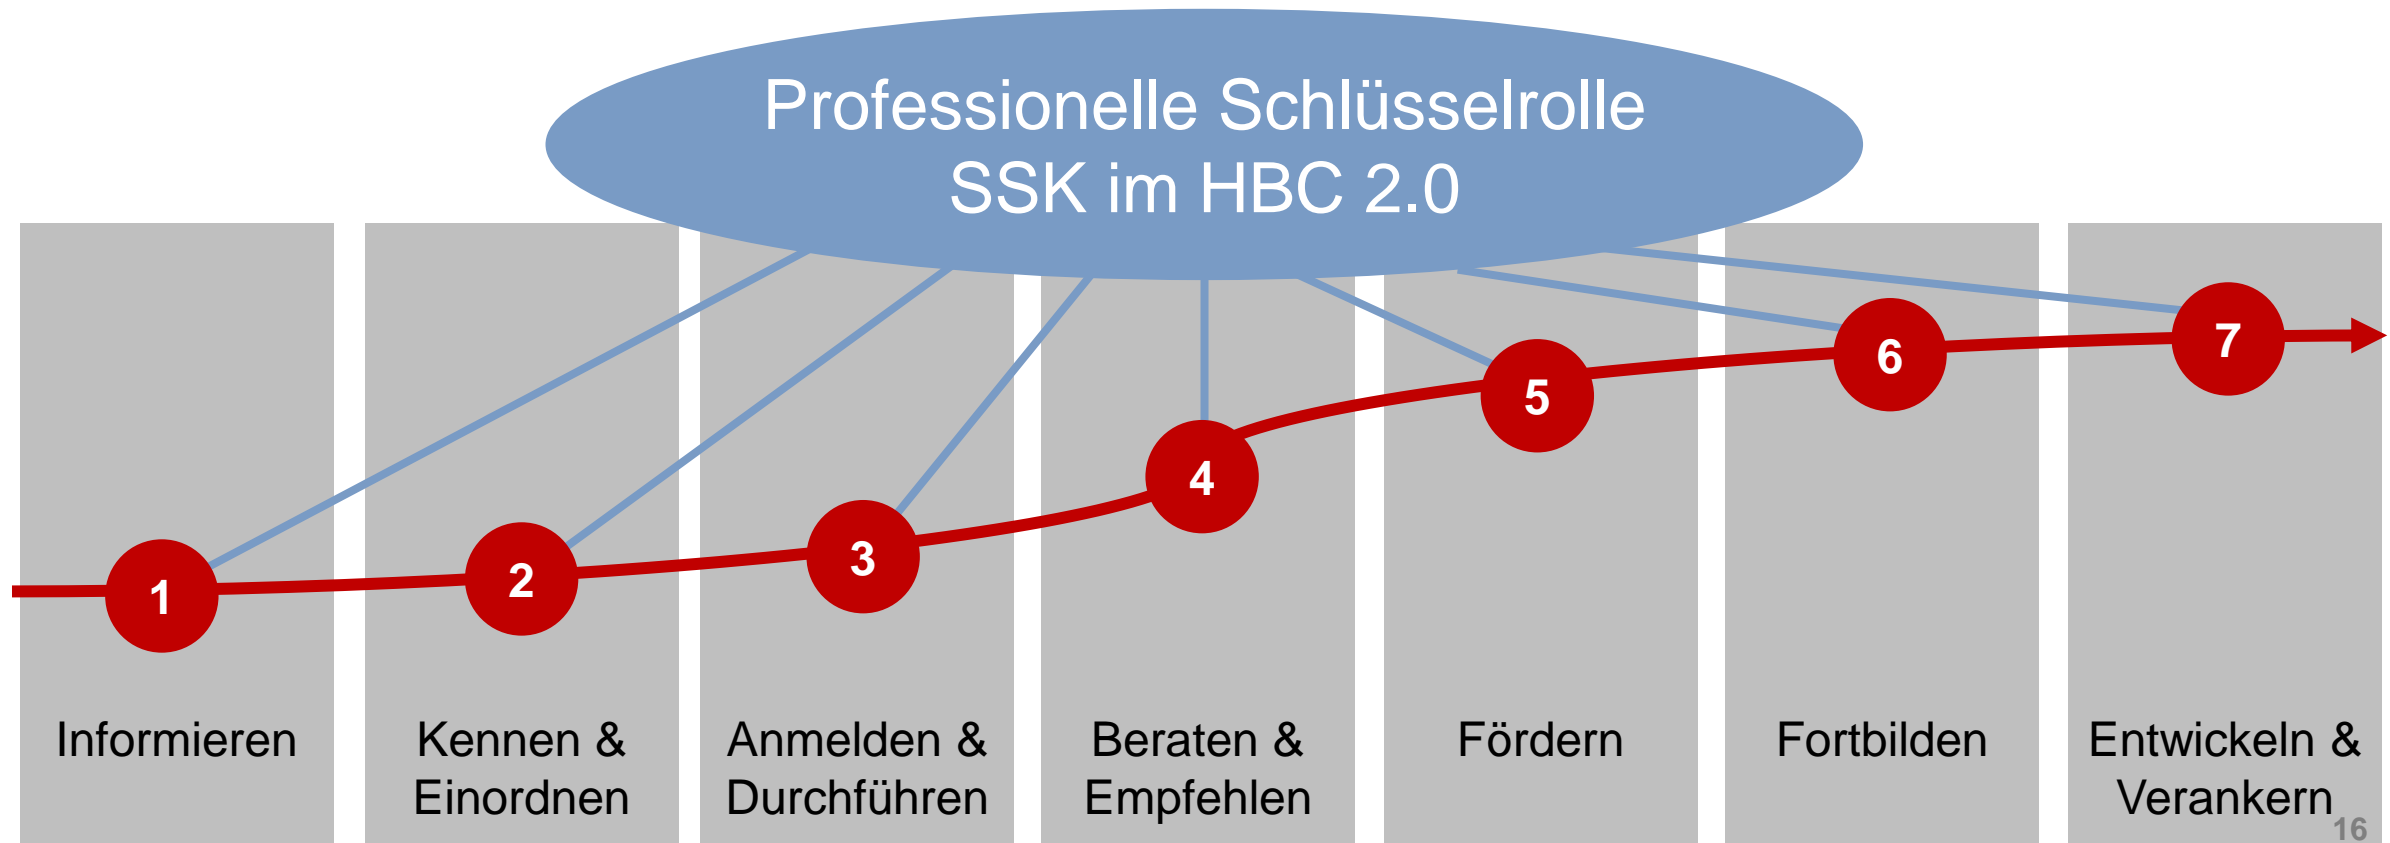 Professionelle Schlüsselrolle
SSK im HBC 2.0
1
2
3
4
5
6
7
Informieren
Kennen &
Einordnen
Anmelden &
Durchführen
Beraten &
Empfehlen
Fördern
Fortbilden
Entwickeln &
Verankern
16